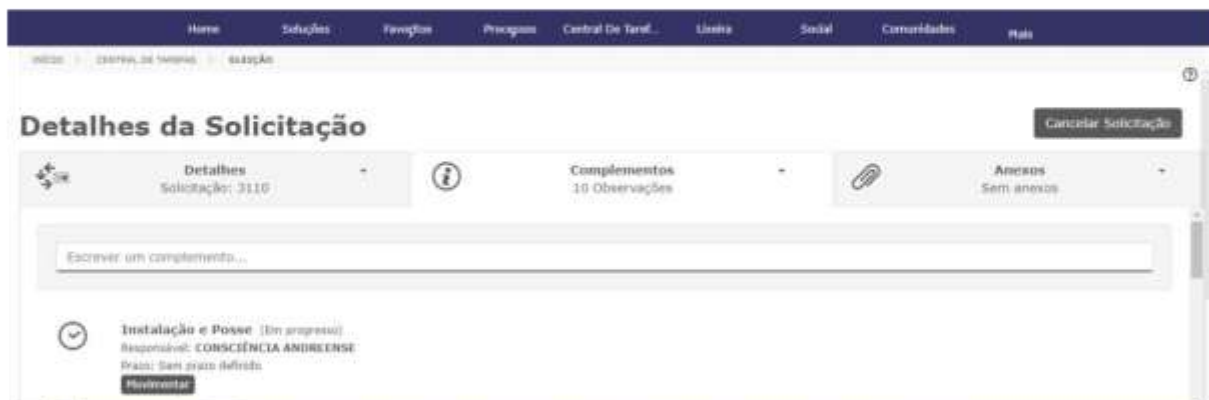 Home Soluções Favoritos Processos Central De Taref... Lixeira Social Comunidades Mais
INÍCIO | CENTRAL DE TAREFAS | ELEIÇÃO
Detalhes da Solicitação
Cancelar Solicitação
Detalhes
Solicitação: 3110
Complementos
10 Observações
Anexos
Sem anexos
Escrever um complemento...
Instalação e Posse (Em progresso)
Responsável: CONSCIÊNCIA ANDREENSE
Prazo: Sem prazo definido
Movimentar